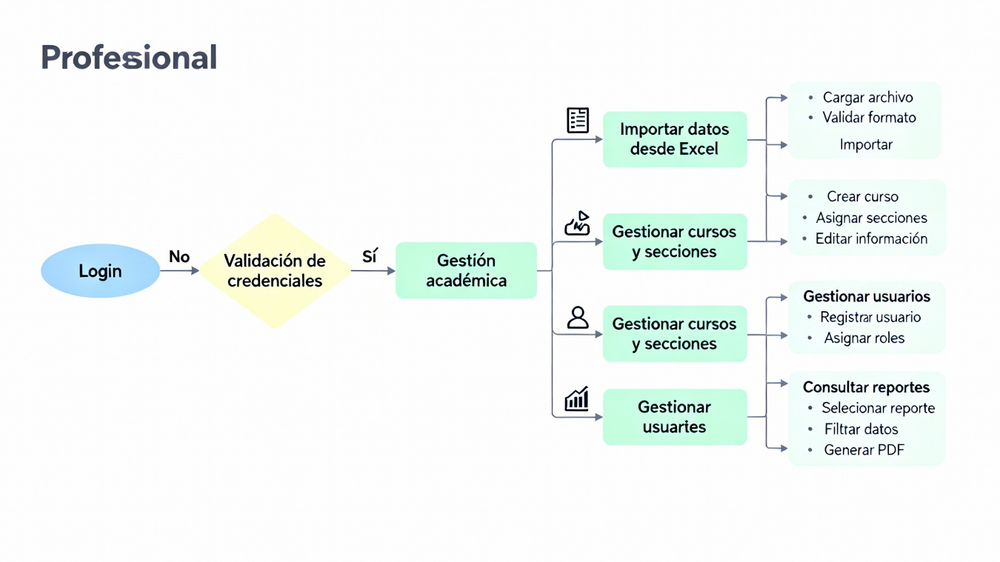 Profesional
Login
No
Validación de
credenciales
Sí
Gestión
académica
Importar datos
desde Excel
Gestionar cursos
y secciones
Gestionar cursos
y secciones
Gestionar
usuartes
• Cargar archivo
• Validar formato
Importar
• Crear curso
• Asignar secciones
• Editar información
Gestionar usuarios
• Registrar usuario
• Asignar roles
Consultar reportes
• Selecionar reporte
• Filtrar datos
• Generar PDF